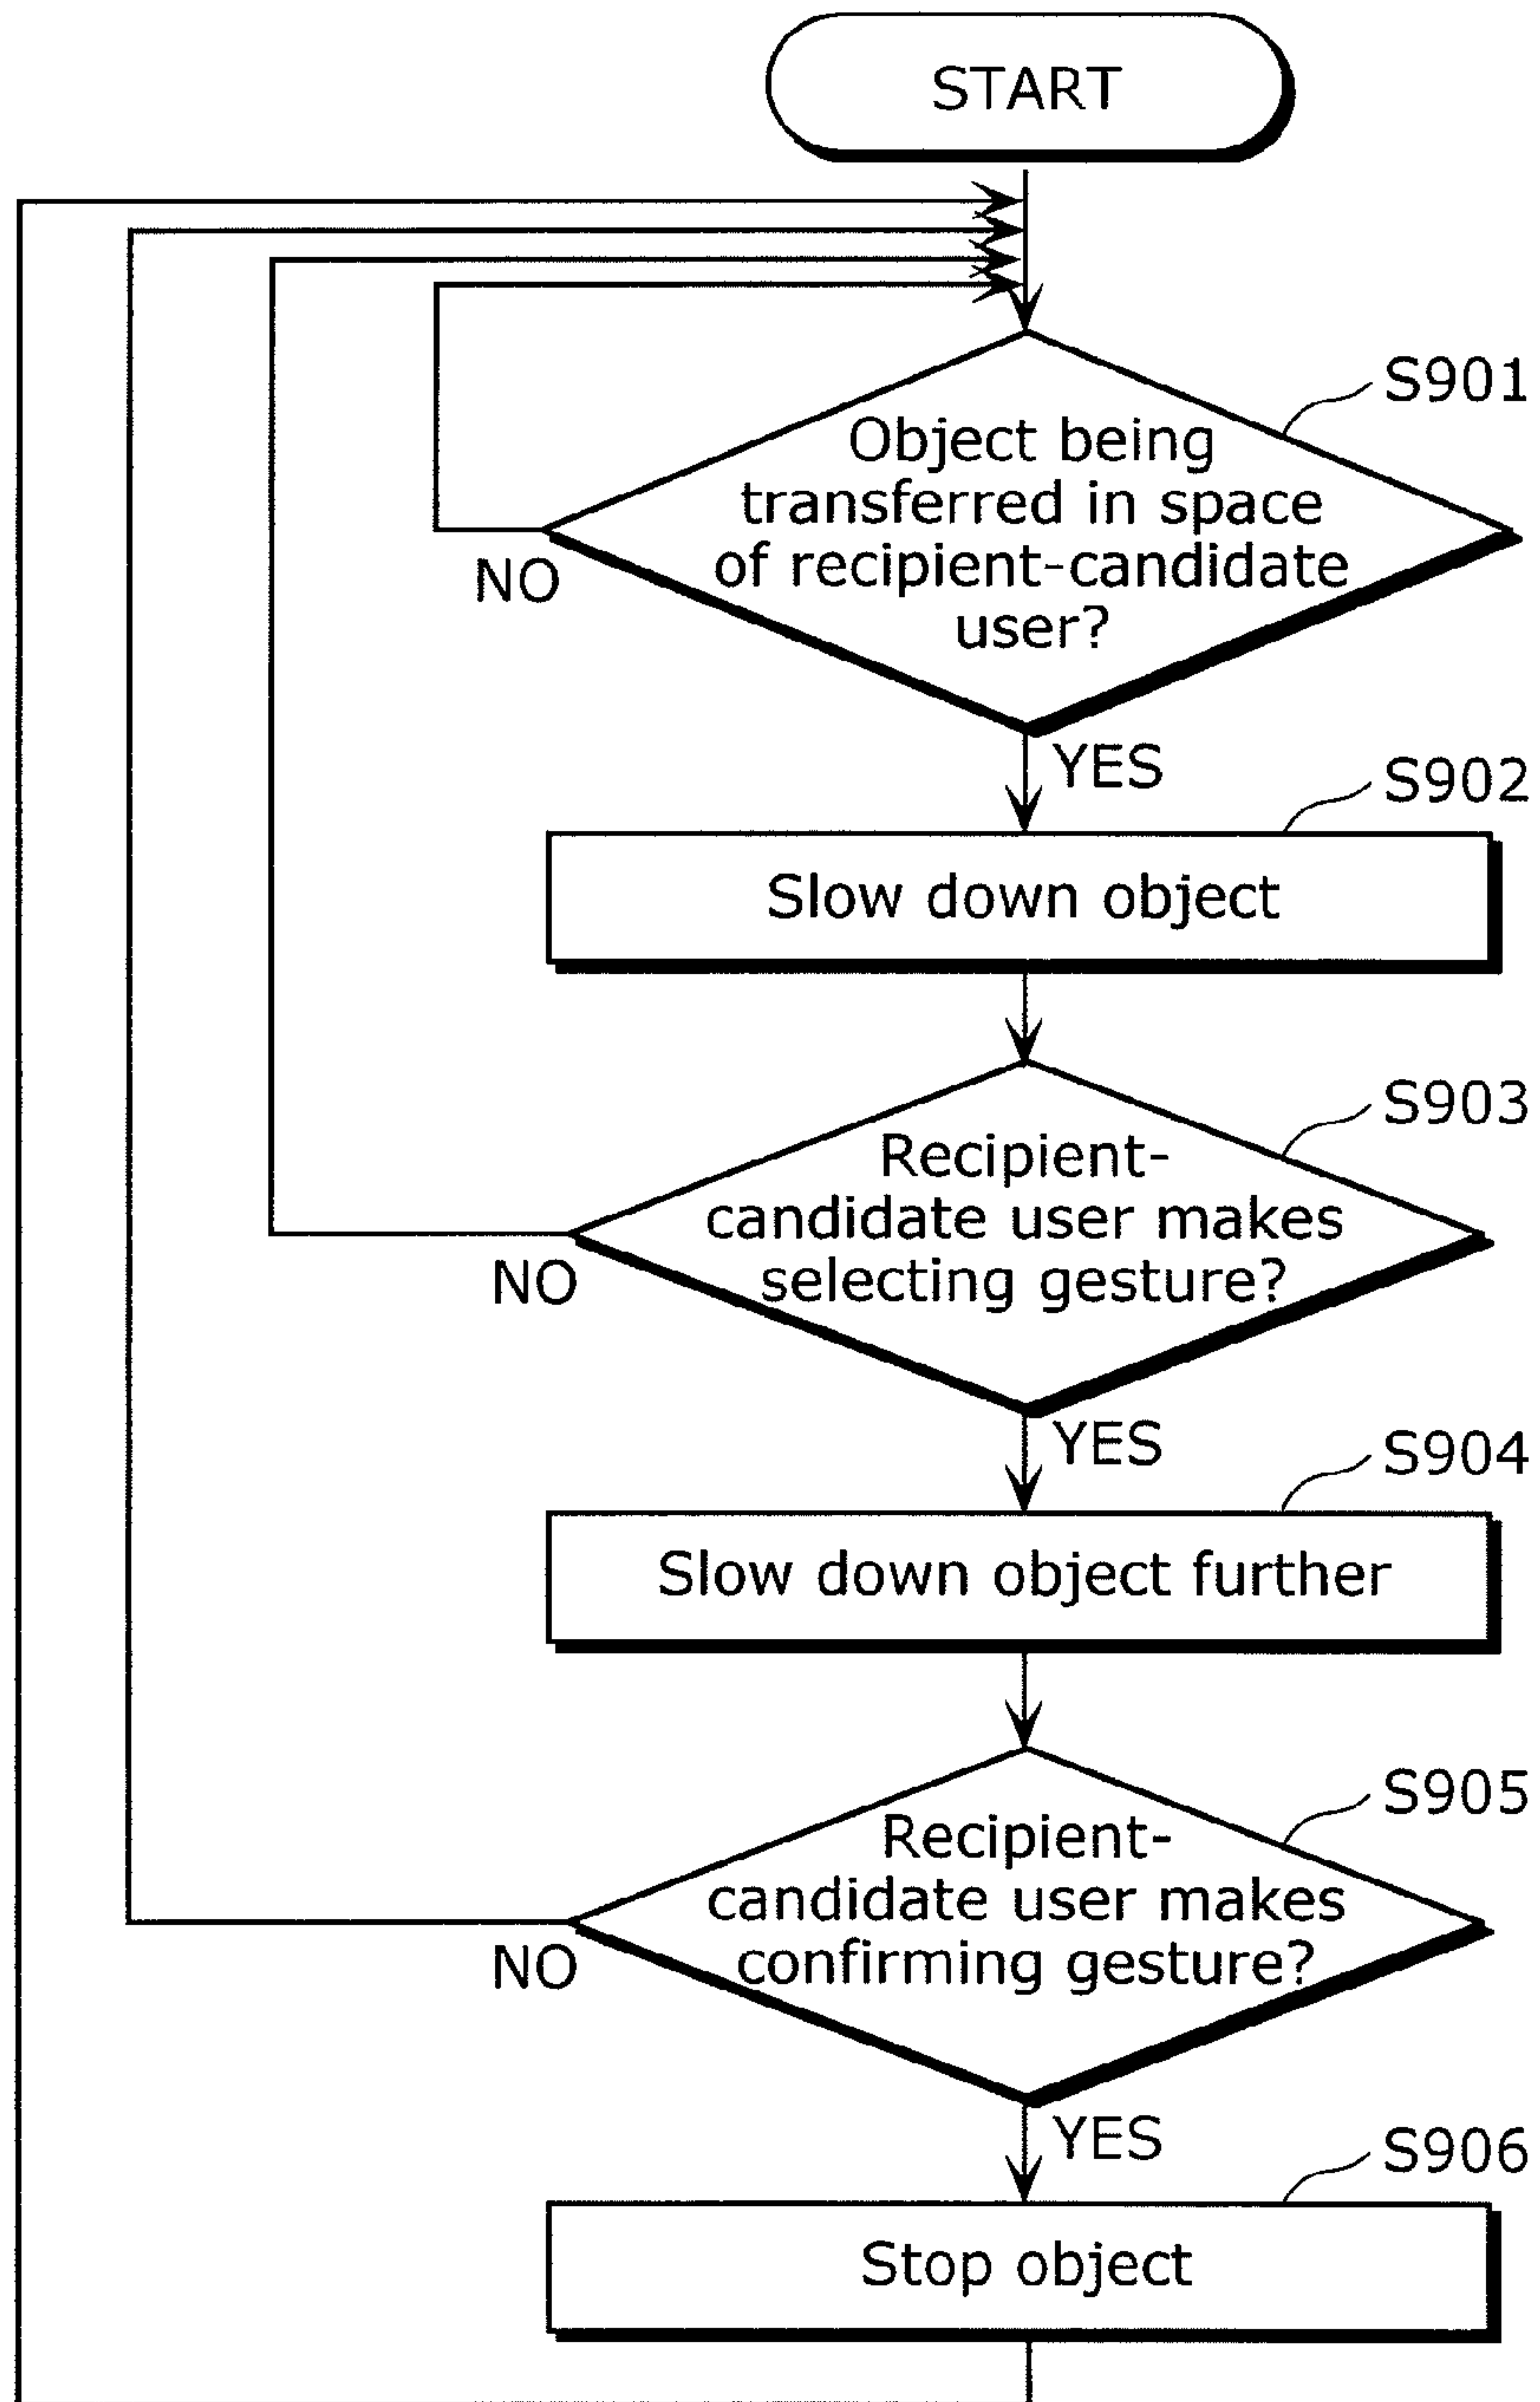 START
S901
Object being
transferred in space
of recipient-candidate
user?
NO
YES
S902
Slow down object
S903
Recipient-
candidate user makes
selecting gesture?
NO
YES
S904
Slow down object further
S905
Recipient-
candidate user makes
confirming gesture?
NO
YES
S906
Stop object